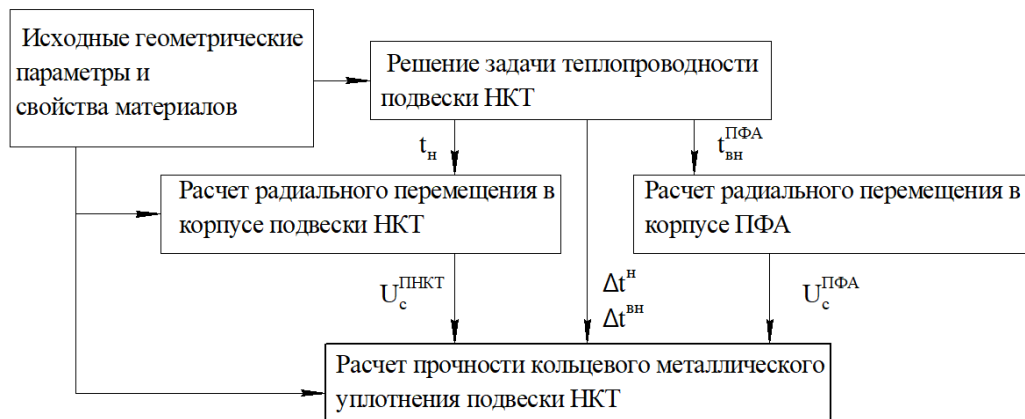 Исходные геометрические
параметры и
свойства материалов
Решение задачи теплопроводности
подвески НКТ
tн
tвнПФА
Расчет радиального перемещения в
корпусе подвески НКТ
Расчет радиального перемещения в
корпусе ПФА
UсПНКТ
Δtн
Δtвн
UсПФА
Расчет прочности кольцевого металлического
уплотнения подвески НКТ